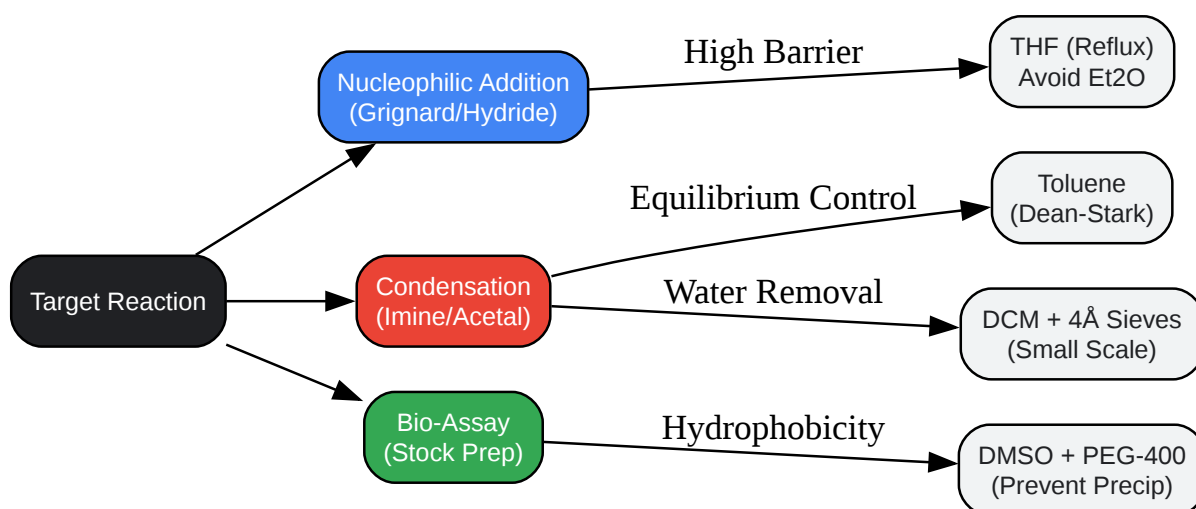 Target Reaction
Nucleophilic Addition
(Grignard/Hydride)
High Barrier
THF (Reflux)
Avoid Et2O
Condensation
(Imine/Acetal)
Equilibrium Control
Toluene
(Dean-Stark)
Water Removal
DCM + 4Å Sieves
(Small Scale)
Bio-Assay
(Stock Prep)
Hydrophobicity
DMSO + PEG-400
(Prevent Precip)